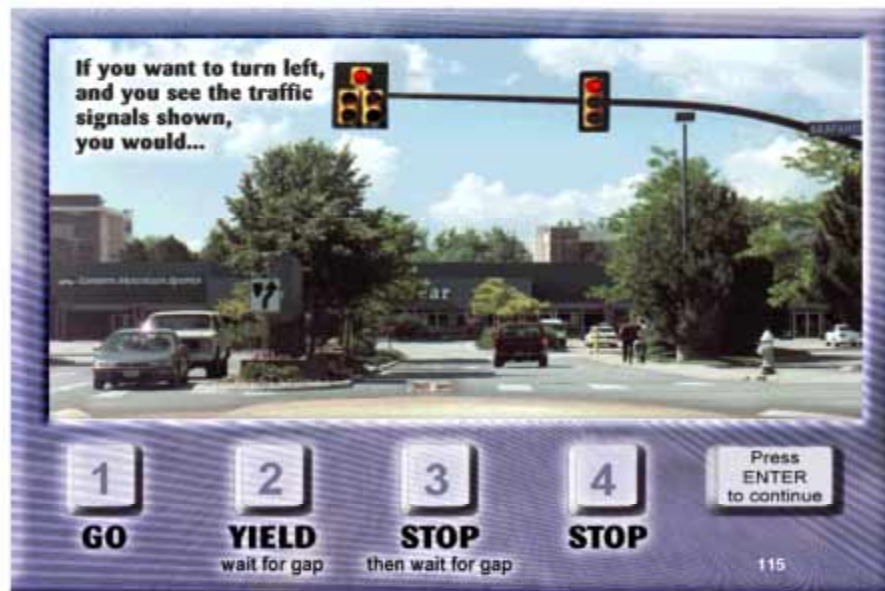 If you want to turn left,
and you see the traffic
signals shown,
you would...
ear
1
GO
2
YIELD
wait for gap
3
STOP
then wait for gap
4
STOP
Press
ENTER
to continue
115